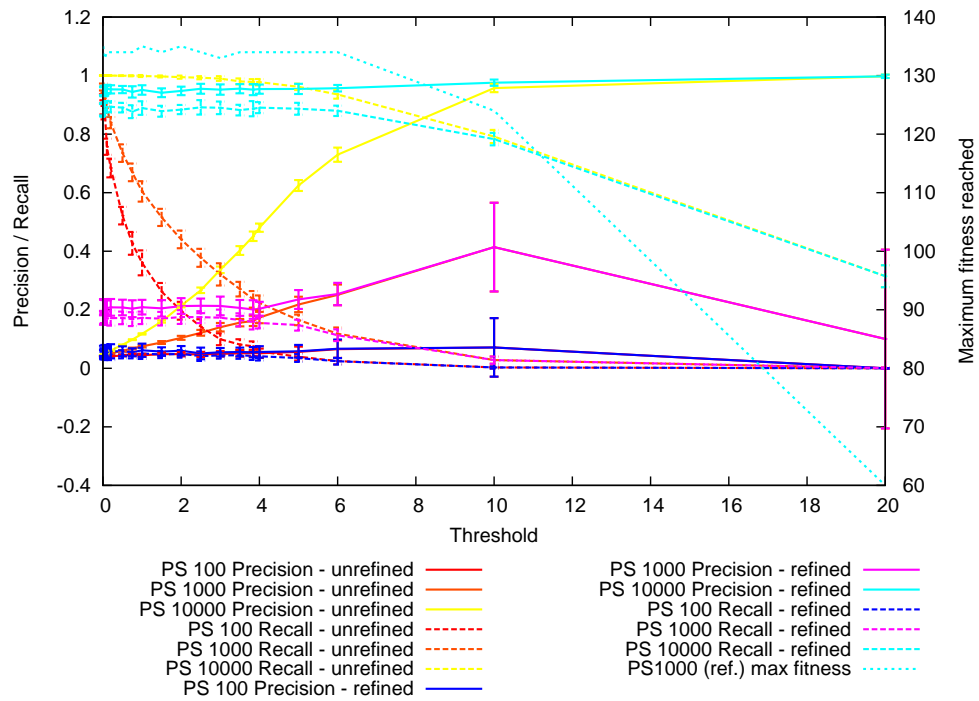 1.2
1
0.8
0.6
0.4
0.2
0
-0.2
-0.4
Precision / Recall
140
130
120
110
100
90
80
70
60
Maximum fitness reached
0 2 4 6 8 10 12 14 16 18 20
Threshold
PS 100 Precision - unrefined
PS 1000 Precision - unrefined
PS 10000 Precision - unrefined
PS 100 Recall - unrefined
PS 1000 Recall - unrefined
PS 10000 Recall - unrefined
PS 100 Precision - refined
PS 1000 Precision - refined
PS 10000 Precision - refined
PS 100 Recall - refined
PS 1000 Recall - refined
PS 10000 Recall - refined
PS1000 (ref.) max fitness